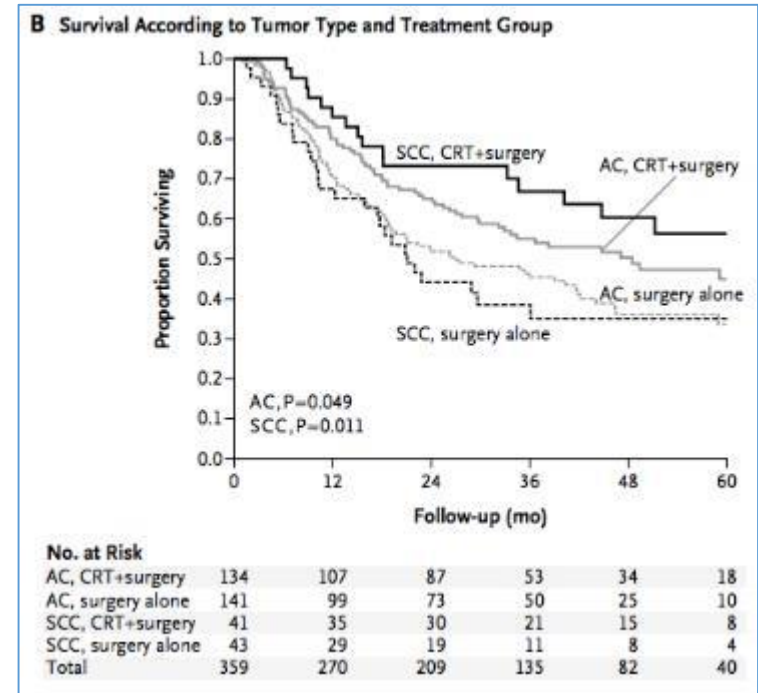 B Survival According to Tumor Type and Treatment Group
1.0
0.9
0.8
0.7
0.6
0.5
0.4
0.3
0.2
0.1
0.0
Proportion Surviving
SCC, CRT+surgery
AC, CRT+surgery
AC, surgery alone
SCC, surgery alone
AC, P=0.049
SCC, P=0.011
0 12 24 36 48 60
Follow-up (mo)
No. at Risk
AC, CRT+surgery 134 107 87 53 34 18
AC, surgery alone 141 99 73 50 25 10
SCC, CRT+surgery 41 35 30 21 15 8
SCC, surgery alone 43 29 19 11 8 4
Total 359 270 209 135 82 40